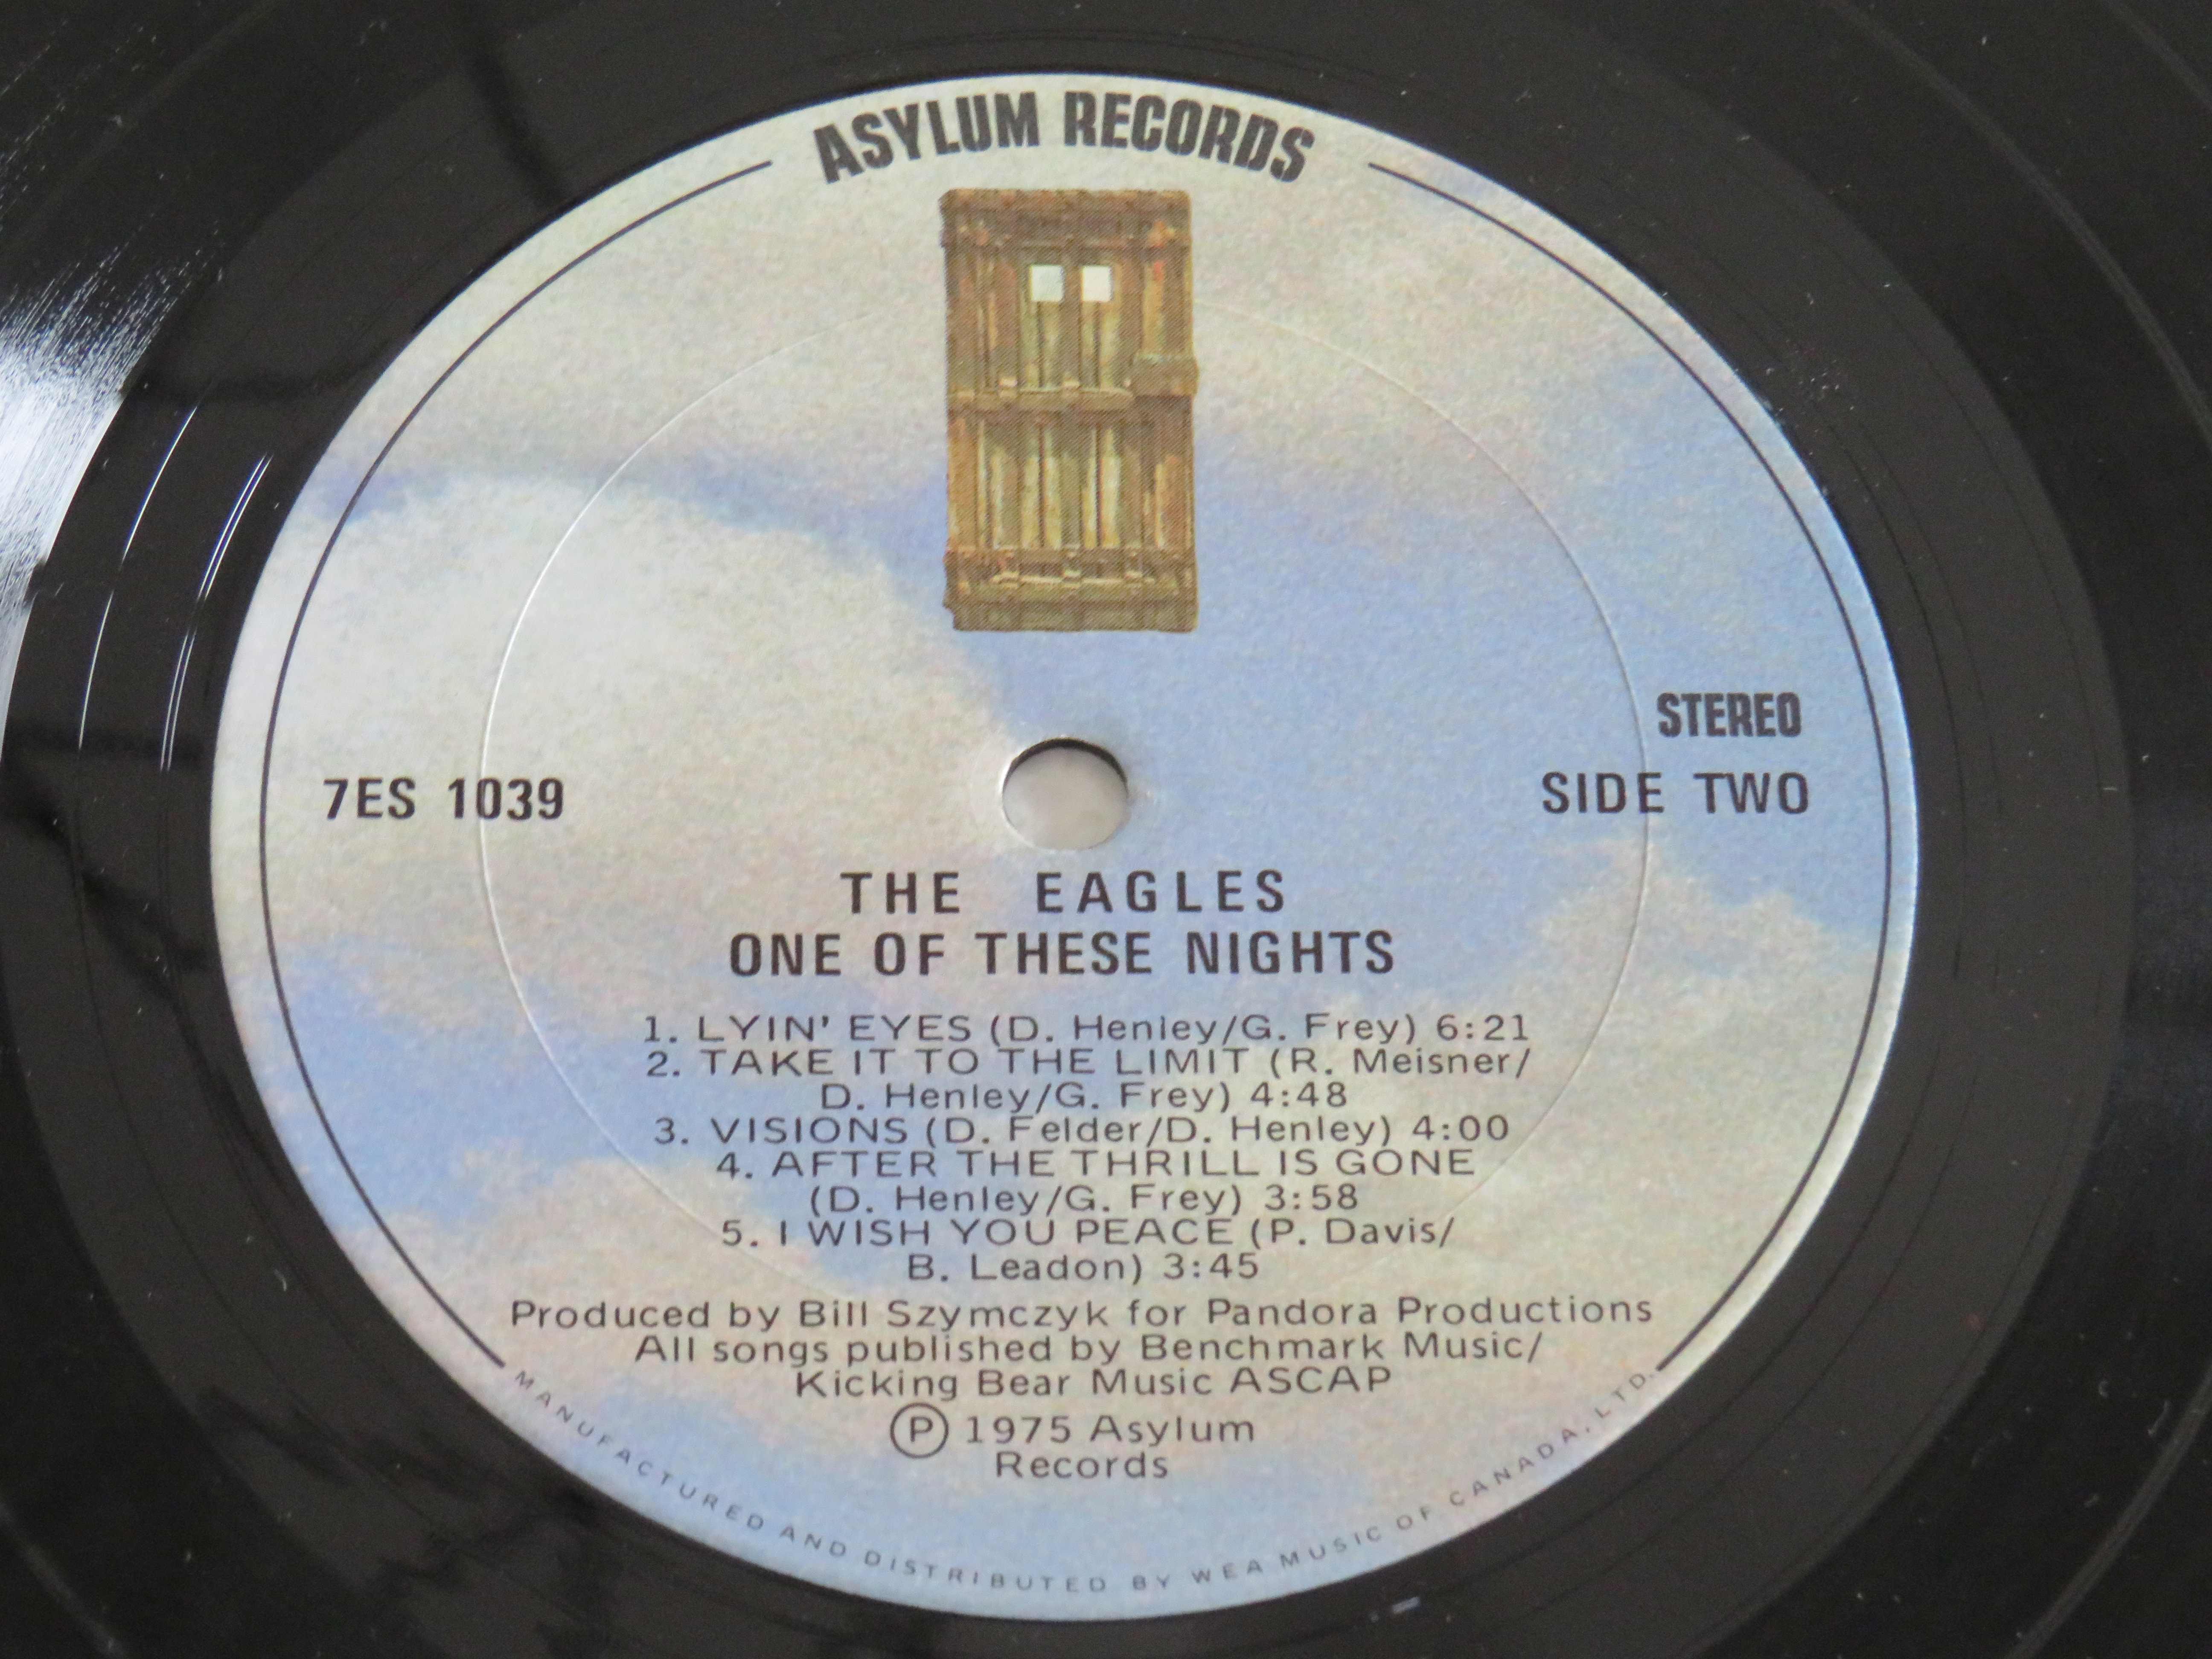 ASYLUM RECORDS
STEREO
7ES 1039
SIDE TWO
THE EAGLES
ONE OF THESE NIGHTS
1. LYIN' EYES (D. Henley/G. Frey) 6:21
2. TAKE IT TO THE LIMIT (R. Meisner/
D. Henley/G. Frey) 4:48
3. VISIONS (D. Felder/D. Henley) 4:00
4. AFTER THE THRILL IS GONE
(D. Henley/G. Frey) 3:58
5. I WISH YOU PEACE (P. Davis/
B. Leadon) 3:45
Produced by Bill Szymczyk for Pandora Productions
All songs published by Benchmark Music/
Kicking Bear Music ASCAP
Ⓟ 1975 Asylum
Records
MANUFACTURED AND DISTRIBUTED BY WEA MUSIC OF CANADA, LTD.